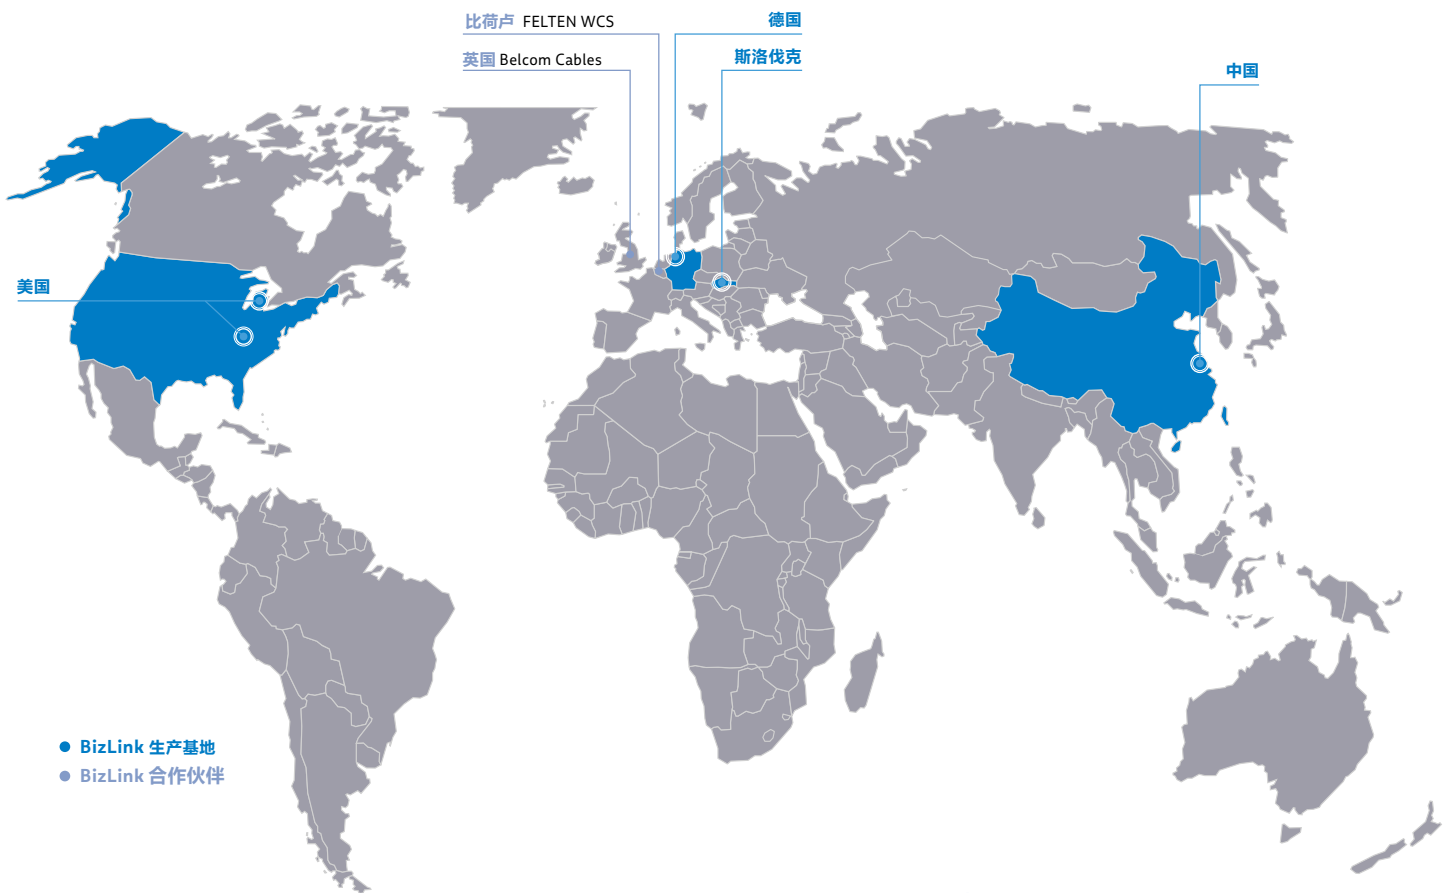 比荷卢 FELTEN WCS
德国
英国 Belcom Cables
斯洛伐克
中国
美国
BizLink 生产基地
BizLink 合作伙伴